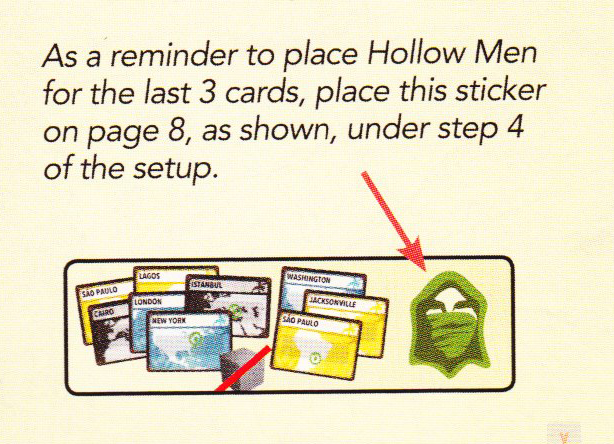 As a reminder to place Hollow Men
for the last 3 cards, place this sticker
on page 8, as shown, under step 4
of the setup.
LAGOS
SÃO PAULO
ISTANBUL
WASHINGTON
LONDON
JACKSONVILLE
CAIRO
NEW YORK
SÃO PAULO